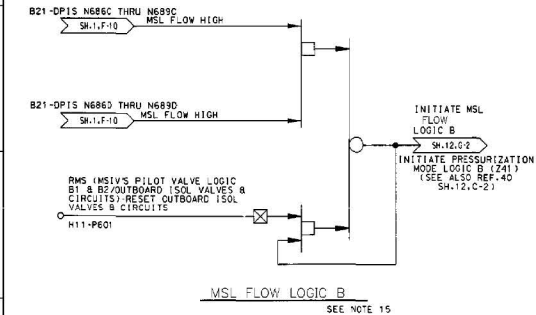 B21-DPIS N686C THRU N689C
MSL FLOW HIGH
SH.1.F-10
B21-DPIS N686D THRU N689D
MSL FLOW HIGH
SH.1.F-10
INITIATE MSL
FLOW
LOGIC B
SH.12.G-2
INITIATE PRESSURIZATION
MODE LOGIC B (Z41)
(SEE ALSO REF.40
SH.12.C-2)
RMS (MSIV'S PILOT VALVE LOGIC
B1 & B2/OUTBOARD ISOL VALVES &
CIRCUITS)-RESET OUTBOARD ISOL
VALVES & CIRCUITS
H11-P601
MSL FLOW LOGIC B
SEE NOTE 15